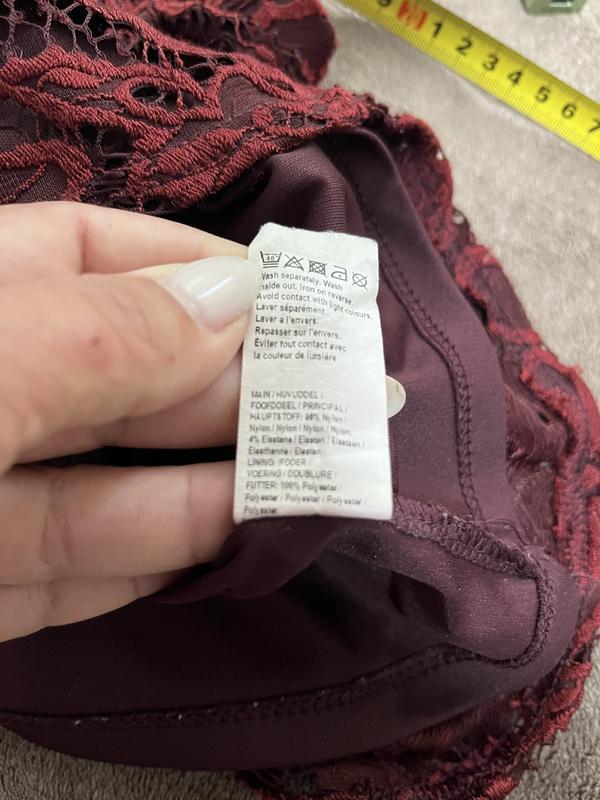 9 1 2 3 4 5 6 7
40
Wash separately. Wash
inside out. Iron on reverse.
Avoid contact with light colours.
Laver séparément.
Laver a l'envers.
Repasser sur l'envers.
Éviter tout contact avec
la couleur de lumière
MAIN / HUVUDDEL /
FOOFDDEEL / PRINCIPAL /
HAUPTSTOFF: 96% Nylon /
Nylon / Nylon / Nylon / Nylon
4% Elastane / Elastan / Elastaan /
Élasthanne / Elastan
LINING: /FODER /
VOERING / DOUBLURE /
FUTTER: 100% Polyester /
Polyester / Polyester / Polyester /
Polyester